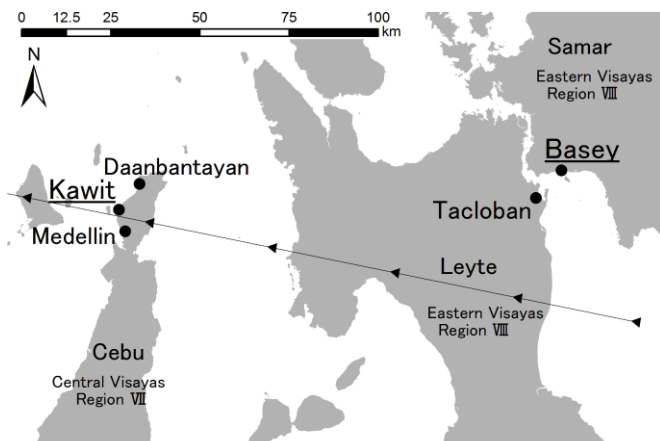 0 12.5 25 50 75 100
km
N
Samar
Eastern Visayas
Region Ⅷ
Basey
Daanbantayan
Kawit
Tacloban
Medellin
Leyte
Eastern Visayas
Region Ⅷ
Cebu
Central Visayas
Region Ⅶ